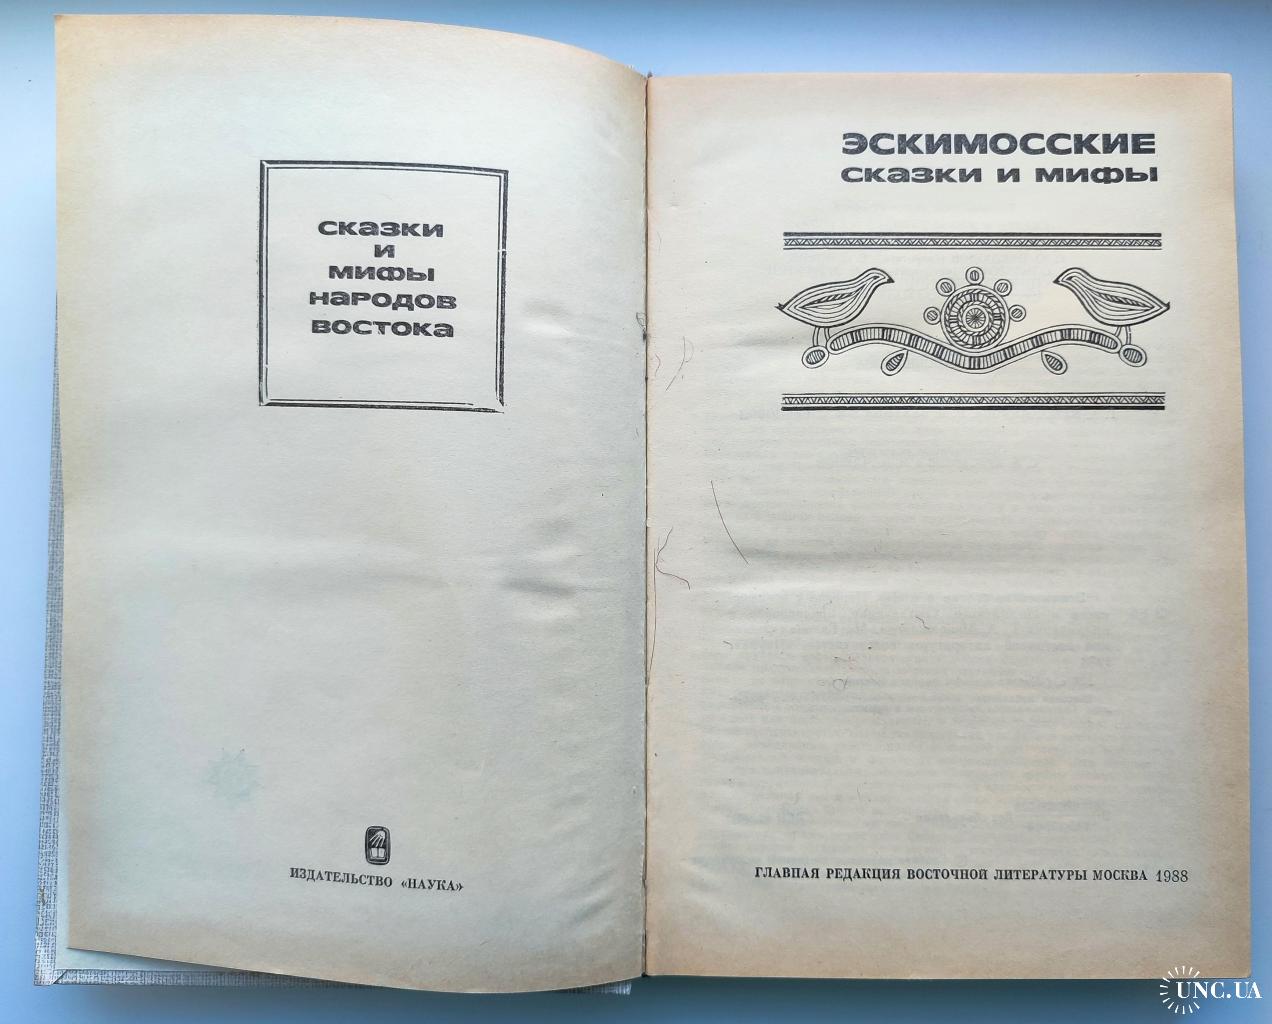 сказки
и
мифы
народов
востока
ИЗДАТЕЛЬСТВО «НАУКА»
ЭСКИМОССКИЕ
сказки и мифы
ГЛАВНАЯ РЕДАКЦИЯ ВОСТОЧНОЙ ЛИТЕРАТУРЫ МОСКВА 1988
UNC.UA